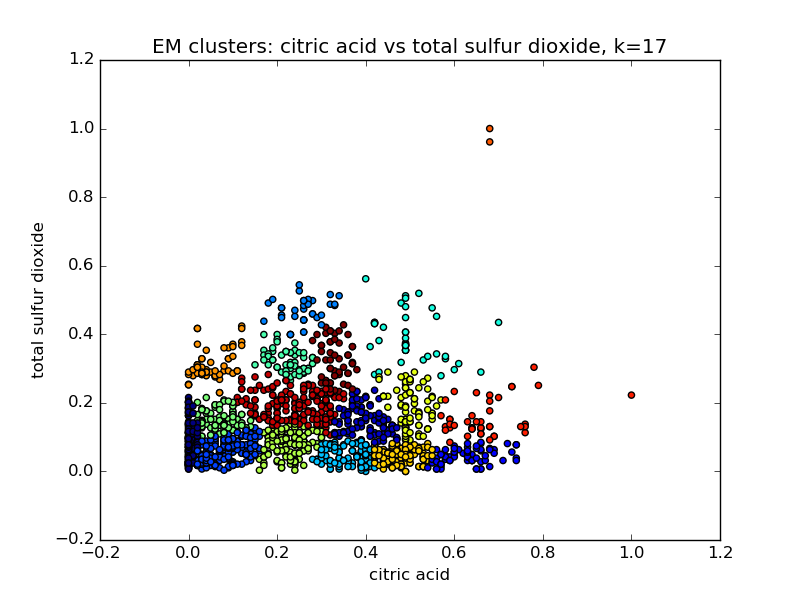 EM clusters: citric acid vs total sulfur dioxide, k=17
1.2
1.0
0.8
0.6
0.4
0.2
0.0
−0.2
total sulfur dioxide
−0.2 0.0 0.2 0.4 0.6 0.8 1.0 1.2
citric acid